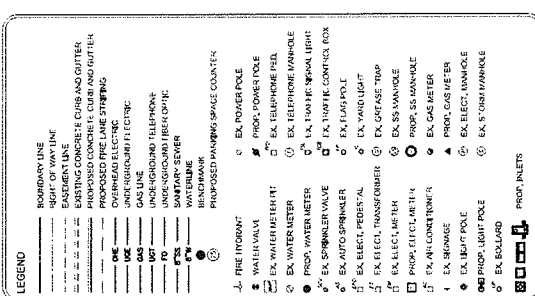 LEGEND
BOUNDARY LINE
RIGHT OF WAY LINE
EASEMENT LINE
EXISTING CONCRETE CURB AND GUTTER
PROPOSED CONCRETE CURB AND GUTTER
PROPOSED FIRE LANE STRIPING
OHE OVERHEAD ELECTRIC
UGE UNDERGROUND ELECTRIC
GAS GAS LINE
UGT UNDERGROUND TELEPHONE
FO UNDERGROUND FIBER OPTIC
8"SS SANITARY SEWER
8"W WATERLINE
BENCHMARK
PROPOSED PARKING SPACE COUNTER
FIRE HYDRANT
WATER VALVE
EX. WATER METER PIT
EX. WATER METER
PROP. WATER METER
EX. SPRINKLER VALVE
EX. AUTO SPRINKLER
EX. ELECT. PEDESTAL
EX. ELECT. TRANSFORMER
EX. ELECT. METER
PROP. ELECT. METER
EX. AIR CONDITIONER
EX. SIGNAGE
EX. LIGHT POLE
PROP. LIGHT POLE
EX. BOLLARD
PROP. INLETS
EX. POWER POLE
PROP. POWER POLE
EX. TELEPHONE PED.
EX. TELEPHONE MANHOLE
EX. TRAFFIC SIGNAL LIGHT
EX. TRAFFIC CONTROL BOX
EX. FLAG POLE
EX. YARD LIGHT
EX. GREASE TRAP
EX. SS MANHOLE
PROP. SS MANHOLE
EX. GAS METER
PROP. GAS METER
EX. ELECT. MANHOLE
EX. STORM MANHOLE